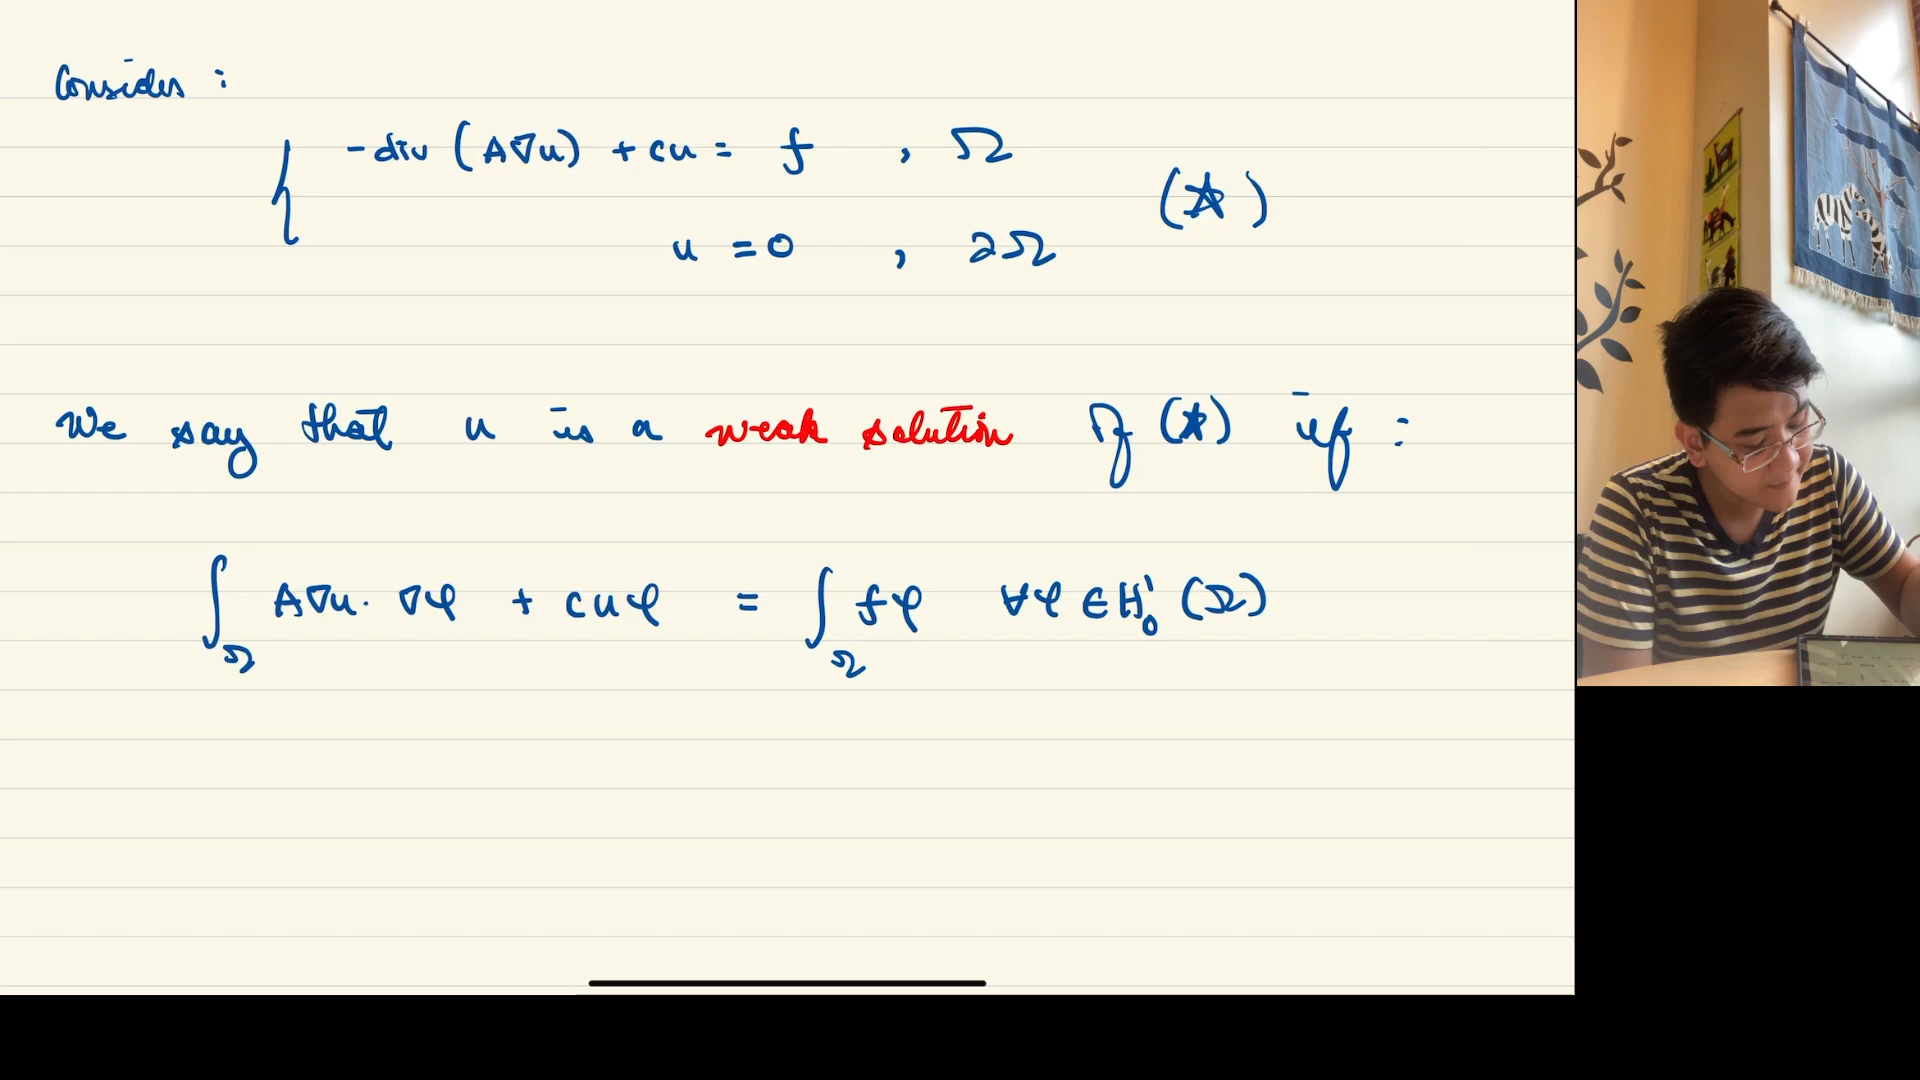 Consider :
-div (A∇u) + cu = f , Ω
(☆)
u = 0 , ∂Ω
We say that u is a weak solution of (☆) if :
∫_Ω A∇u · ∇φ + cuφ = ∫_Ω fφ ∀φ ∈ H¹₀ (Ω)